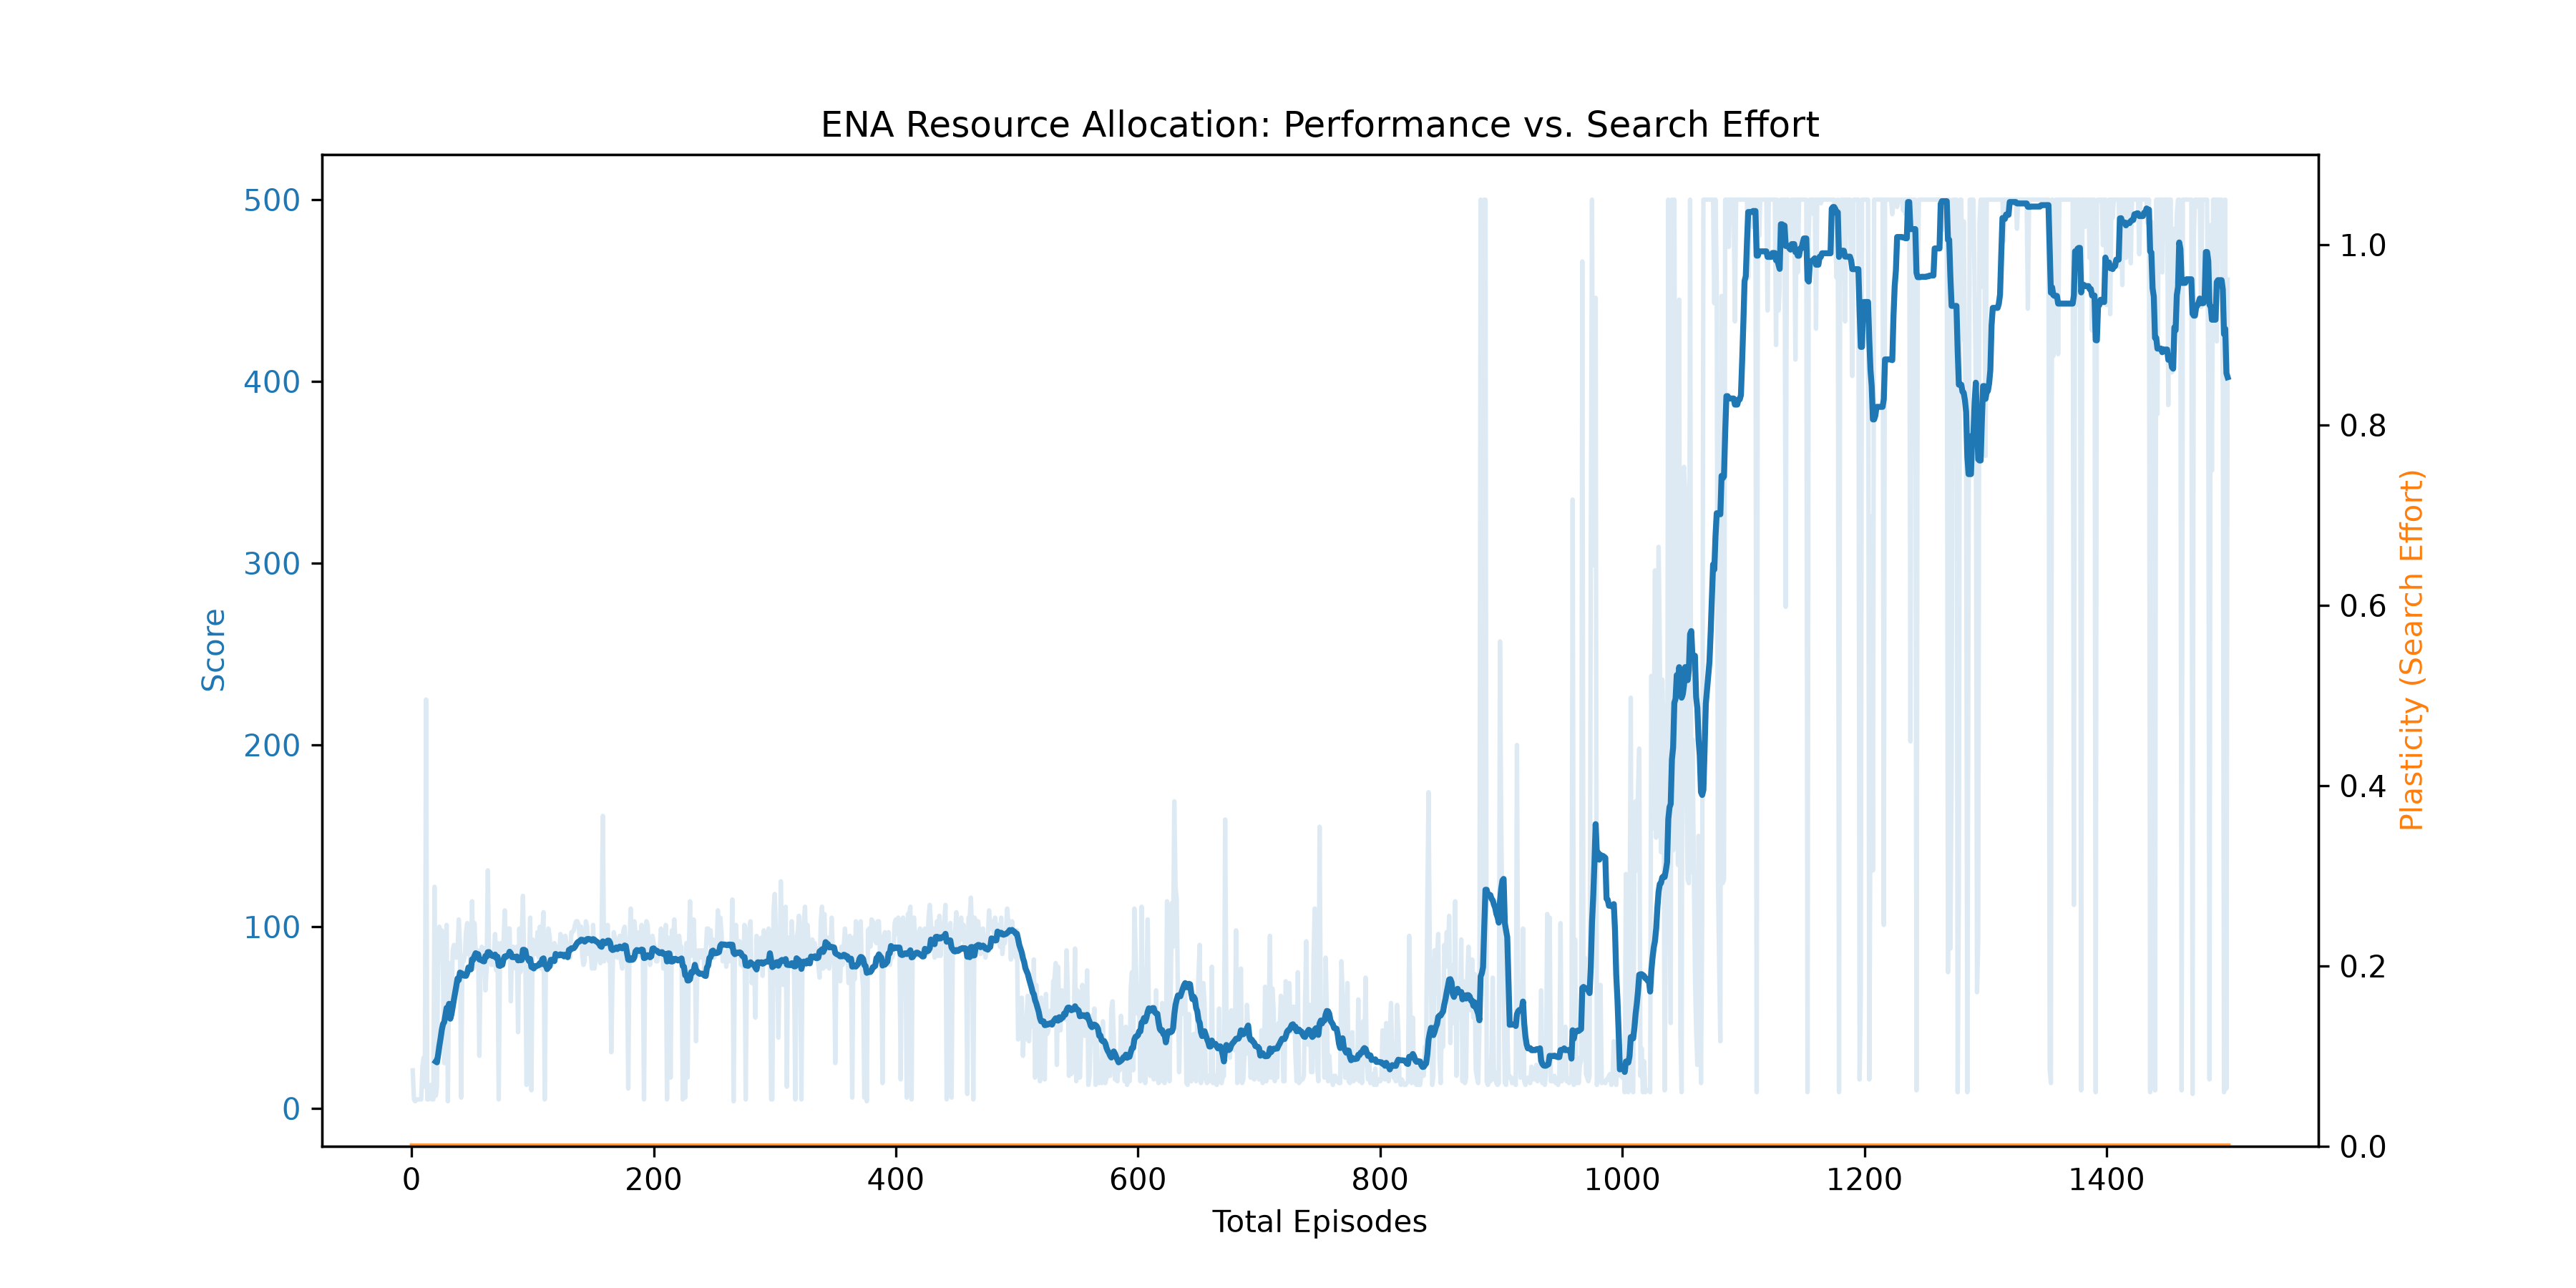 ENA Resource Allocation: Performance vs. Search Effort
500
400
300
200
100
0
Score
1.0
0.8
0.6
0.4
0.2
0.0
Plasticity (Search Effort)
0 200 400 600 800 1000 1200 1400
Total Episodes